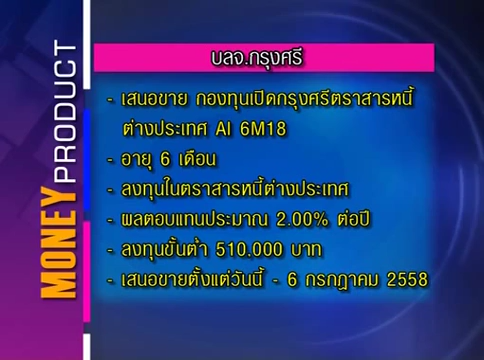 MONEY PRODUCT
บลจ.กรุงศรี
- เสนอขาย กองทุนเปิดกรุงศรีตราสารหนี้
ต่างประเทศ AI 6M18
- อายุ 6 เดือน
- ลงทุนในตราสารหนี้ต่างประเทศ
- ผลตอบแทนประมาณ 2.00% ต่อปี
- ลงทุนขั้นต่ำ 510.000 บาท
- เสนอขายตั้งแต่วันนี้ - 6 กรกฎาคม 2558